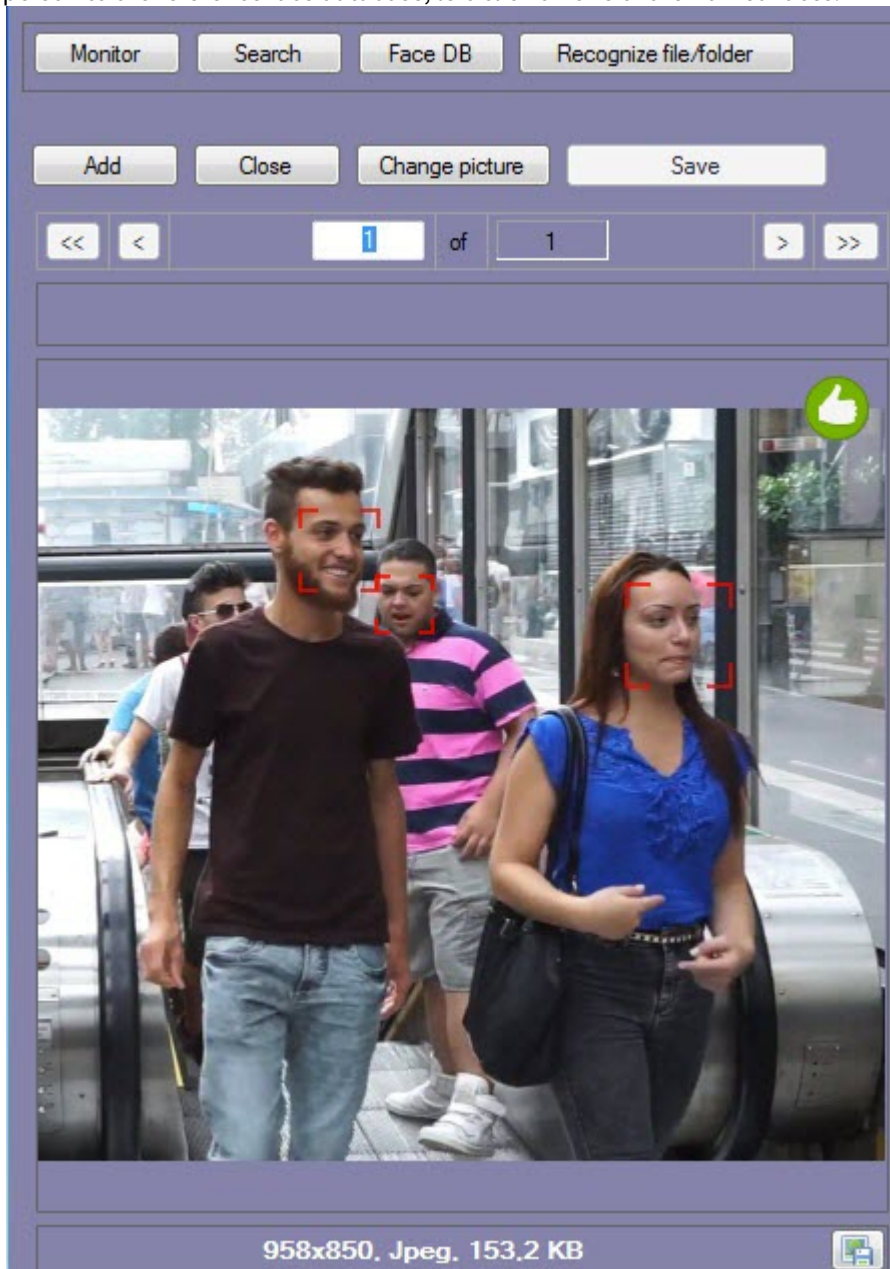 Monitor Search Face DB Recognize file/folder
Add Close Change picture Save
<< < 1 of 1 > >>
958x850, Jpeg, 153,2 KB